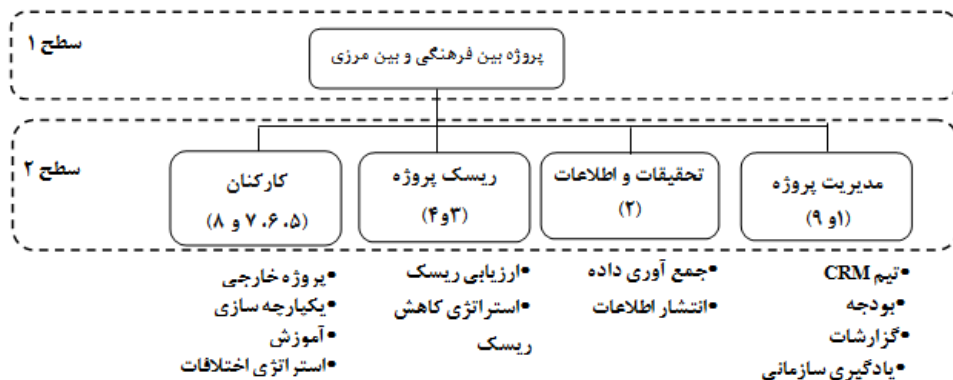 سطح ۱
پروژه بین فرهنگی و بین مرزی
سطح ۲
مدیریت پروژه
(۱و ۹)
تحقیقات و اطلاعات
(۲)
ریسک پروژه
(۳و۴)
کارکنان
(۵، ۶، ۷ و ۸)
•تیم CRM
•بودجه
•گزارشات
•یادگیری سازمانی
•جمع آوری داده
•انتشار اطلاعات
•ارزیابی ریسک
•استراتژی کاهش
ریسک
•پروژه خارجی
•یکپارچه سازی
•آموزش
•استراتژی اختلافات